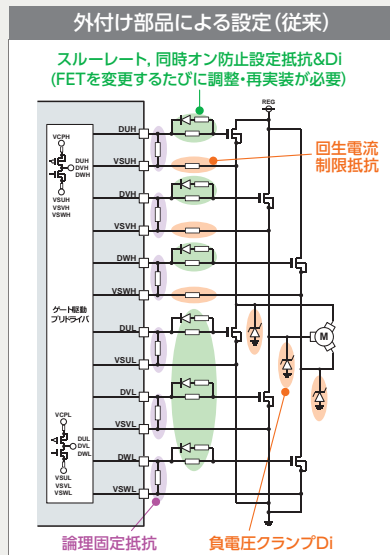 外付け部品による設定(従来)
スルーレート, 同時オン防止設定抵抗&Di
(FETを変更するたびに調整・再実装が必要)
REG
回生電流
制限抵抗
VCPH
DUH
DVH
DWH
VSUH
VSVH
VSWH
DUH
VSUH
DVH
VSVH
DWH
VSWH
ゲート駆動
プリドライバ
DUL
VSUL
DVL
VSVL
DWL
VSWL
M
VCPL
DUL
DVL
DWL
VSUL
VSVL
VSWL
論理固定抵抗
負電圧クランプDi